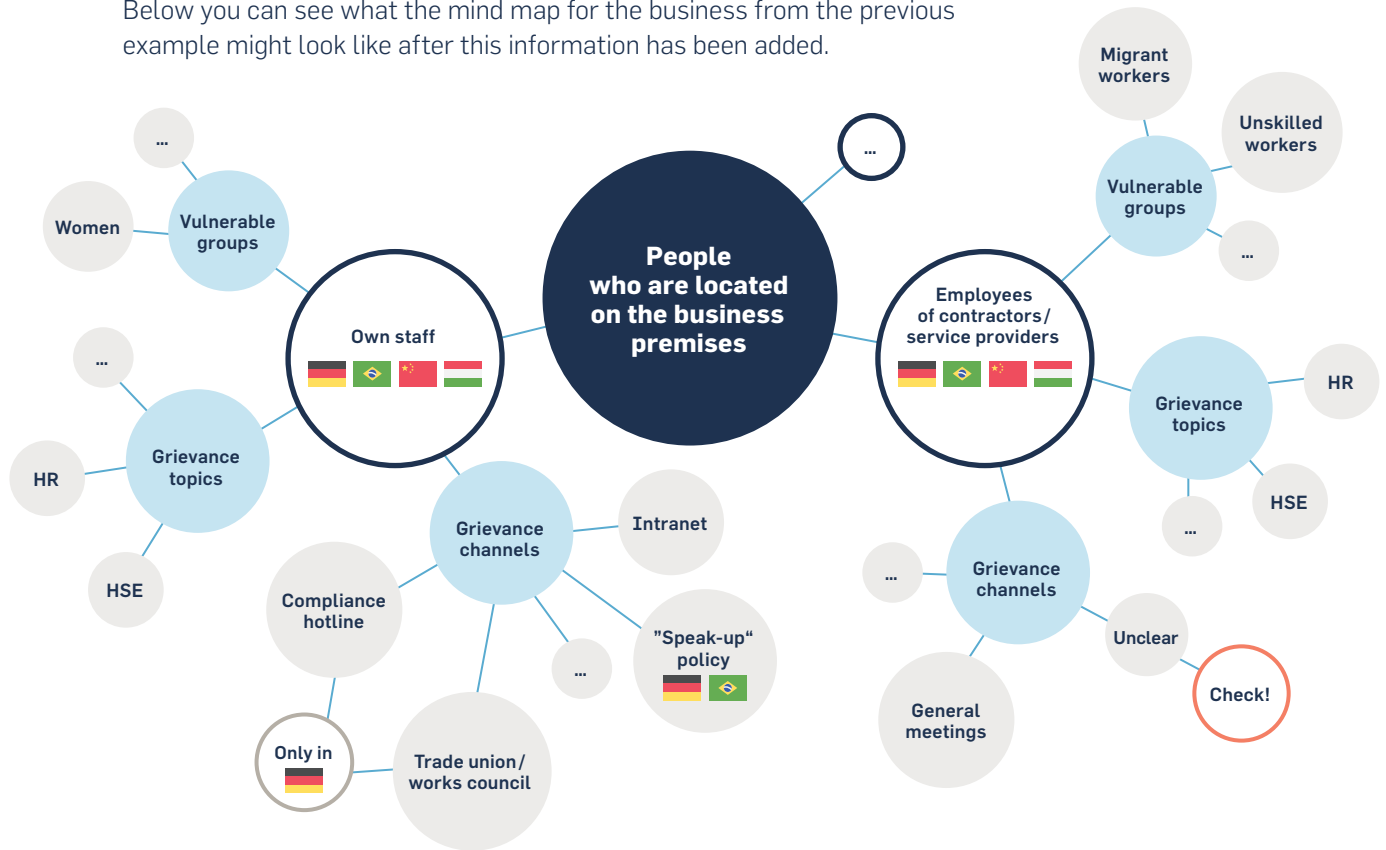 Below you can see what the mind map for the business from the previous
example might look like after this information has been added.
People
who are located
on the business
premises
...
Own staff
Vulnerable
groups
...
Women
Grievance
topics
...
HR
HSE
Grievance
channels
Intranet
"Speak-up“
policy
...
Trade union/
works council
Compliance
hotline
Only in
Employees
of contractors/
service providers
Vulnerable
groups
Migrant
workers
Unskilled
workers
...
Grievance
topics
HR
HSE
...
Grievance
channels
...
General
meetings
Unclear
Check!